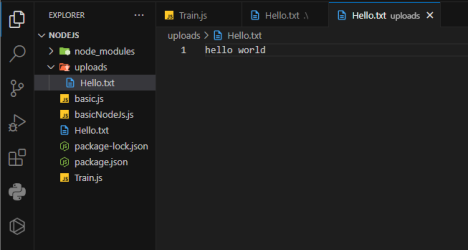 EXPLORER ...
Train.js
Hello.txt .\
Hello.txt uploads
NODEJS
node_modules
uploads
Hello.txt
basic.js
basicNodeJs.js
Hello.txt
package-lock.json
package.json
Train.js
uploads > Hello.txt
1 hello world